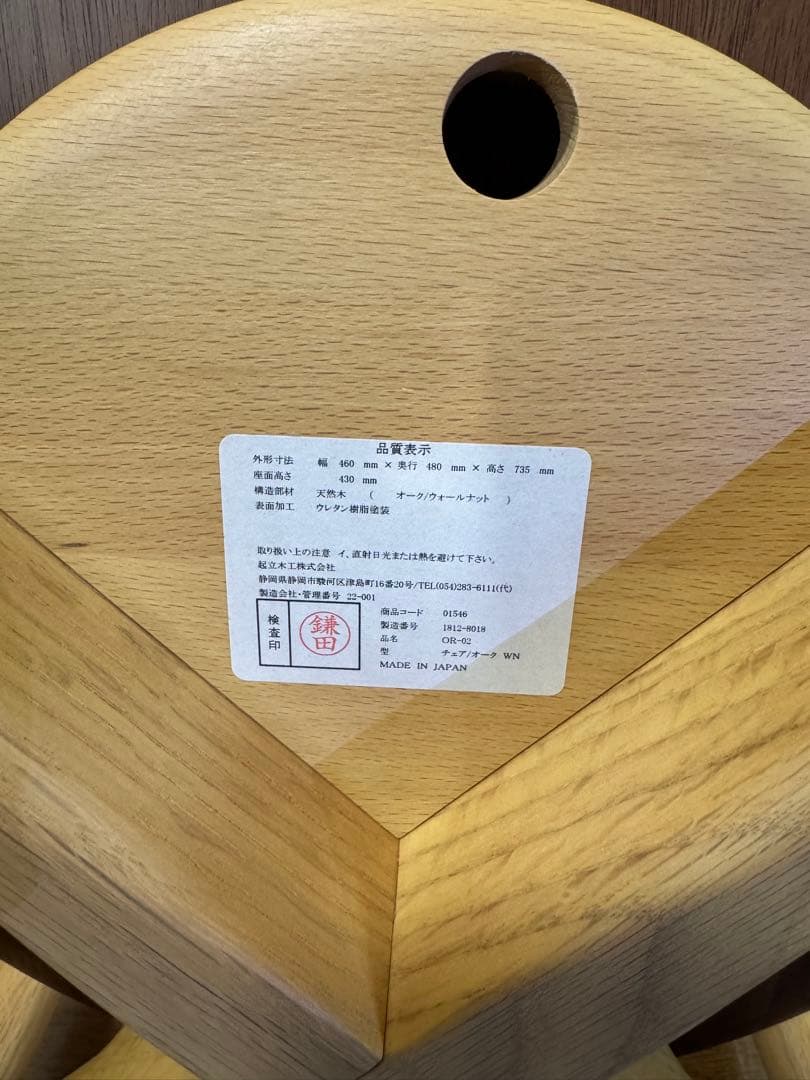 品質表示
外形寸法 幅 460 mm × 奥行 480 mm × 高さ 735 mm
座面高さ 430 mm
構造部材 天然木 ( オーク/ウォールナット )
表面加工 ウレタン樹脂塗装
取り扱い上の注意 イ、直射日光または熱を避けて下さい。
起立木工株式会社
静岡県静岡市駿河区津島町16番20号/TEL(054)283-6111(代)
製造会社・管理番号 22-001
検査印
鎌田
商品コード 01546
製造番号 1812-8018
品名 OR-02
型 チェア/オーク WN
MADE IN JAPAN